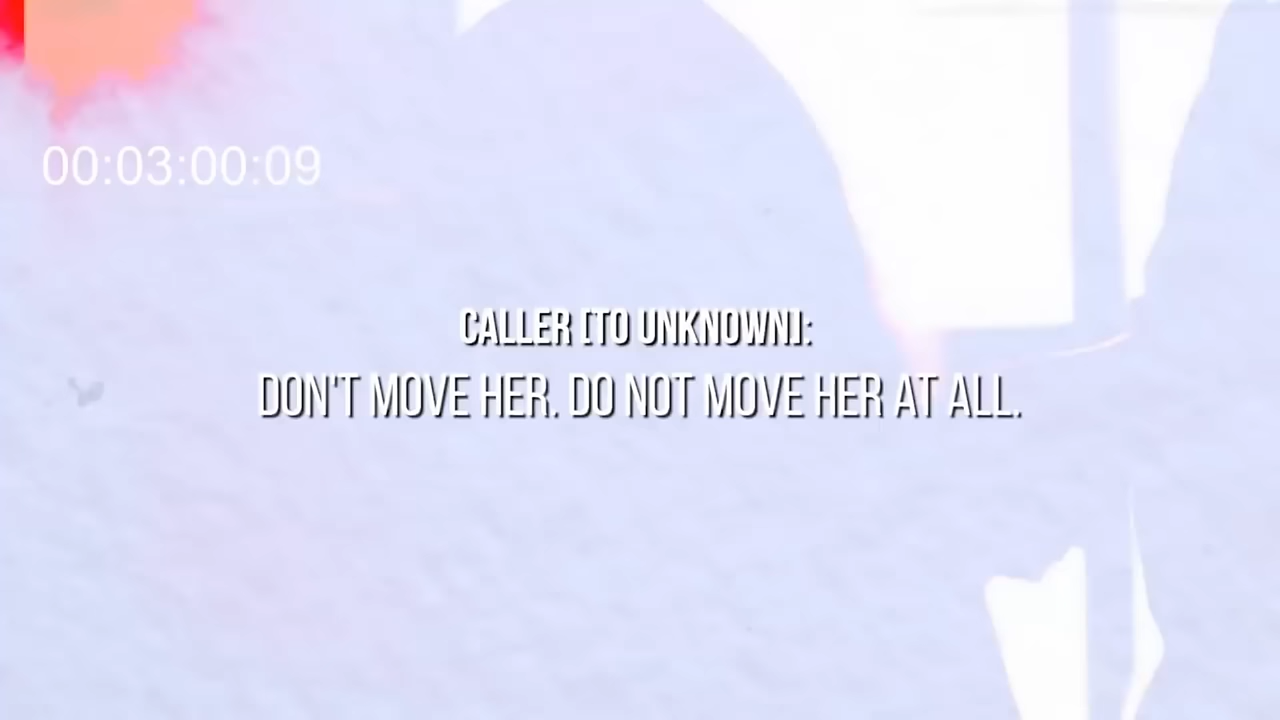 00:03:00:09
CALLER [TO UNKNOWN]:
DON'T MOVE HER. DO NOT MOVE HER AT ALL.